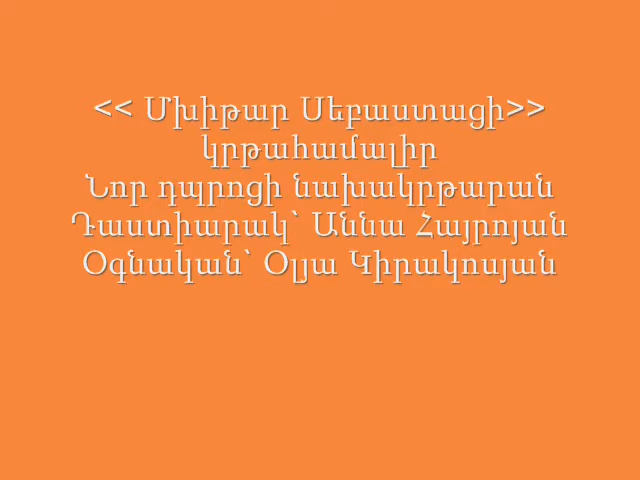 << Մխիթար Սեբաստացի>>
կրթահամալիր
Նոր դպրոցի նախակրթարան
Դաստիարակ` Աննա Հայրոյան
Օգնական` Օլյա Կիրակոսյան